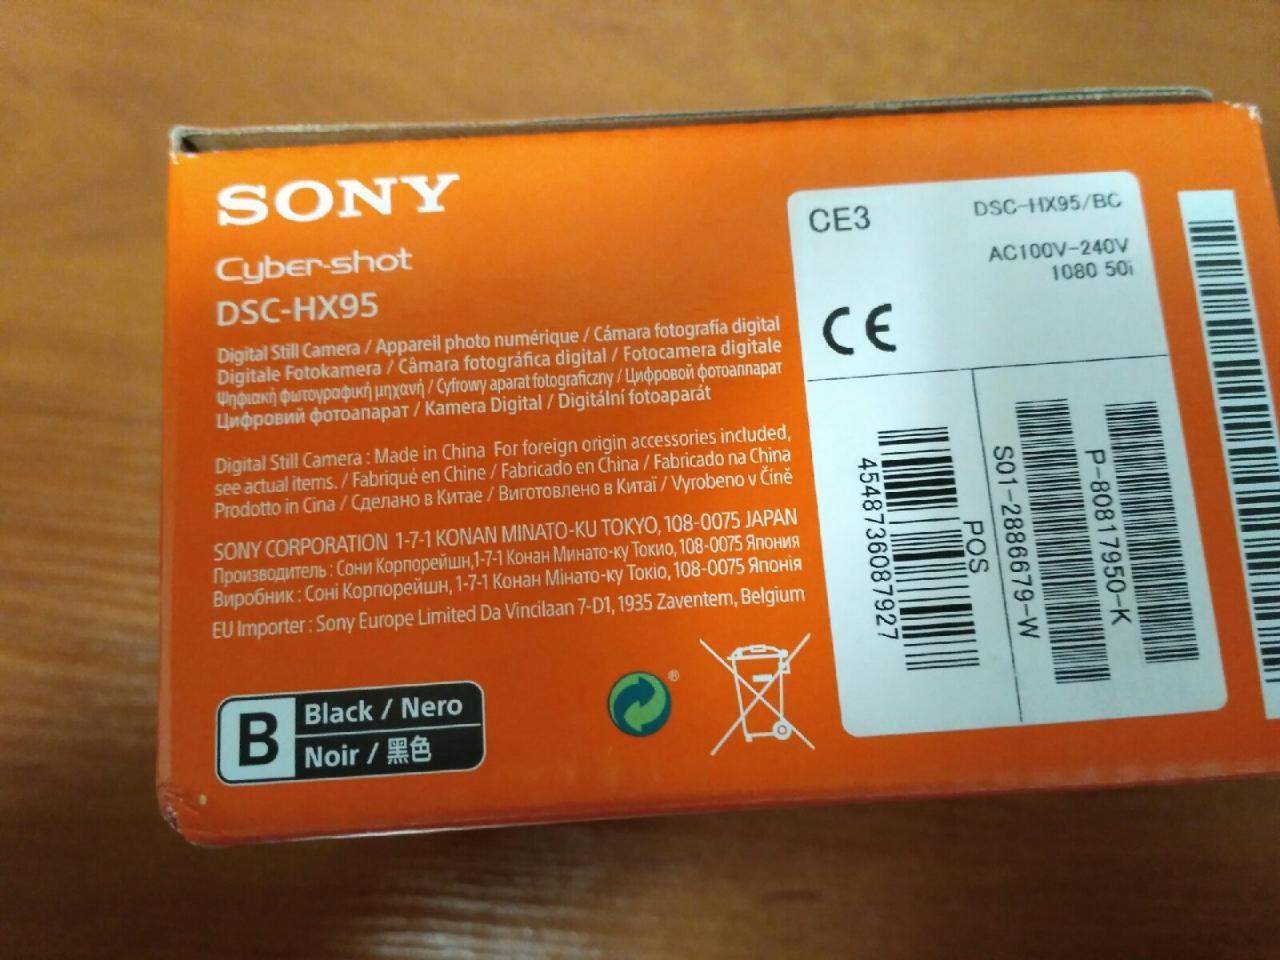 SONY
Cyber-shot
DSC-HX95
Digital Still Camera / Appareil photo numérique / Cámara fotografía digital
Digitale Fotokamera / Câmara fotográfica digital / Fotocamera digitale
Ψηφιακή φωτογραφική μηχανή / Cyfrowy aparat fotograficzny / Цифровой фотоаппарат
Цифровий фотоапарат / Kamera Digital / Digitální fotoaparát
Digital Still Camera : Made in China For foreign origin accessories included,
see actual items. / Fabriqué en Chine / Fabricado en China / Fabricado na China
Prodotto in Cina / Сделано в Китае / Виготовлено в Китаї / Vyrobeno v Číně
SONY CORPORATION 1-7-1 KONAN MINATO-KU TOKYO, 108-0075 JAPAN
Производитель : Сони Корпорейшн, 1-7-1 Конан Минато-ку Токио, 108-0075 Япония
Виробник : Соні Корпорейшн, 1-7-1 Конан Мінато-ку Токіо, 108-0075 Японія
EU Importer : Sony Europe Limited Da Vincilaan 7-D1, 1935 Zaventem, Belgium
B
Black / Nero
Noir / 黑色
®
CE3
DSC-HX95/BC
AC100V-240V
1080 50i
CE
4548736087927
POS
S01-2886679-W
P-80817950-K